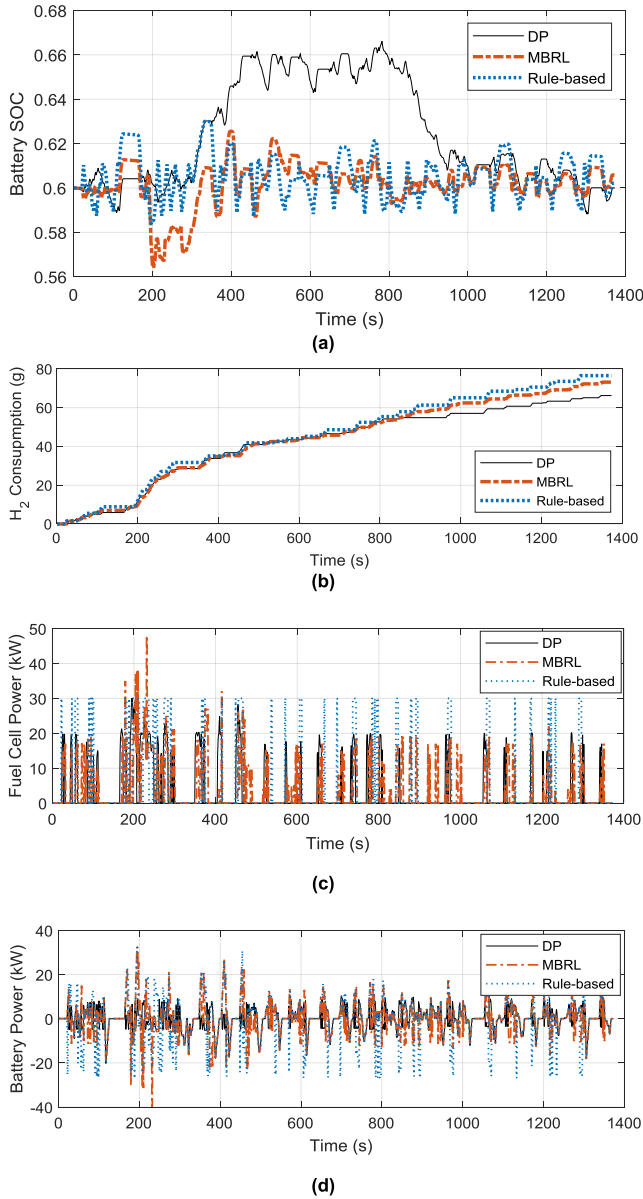 0.68
0.66
0.64
0.62
0.6
0.58
0.56
Battery SOC
DP
MBRL
Rule-based
0 200 400 600 800 1000 1200 1400
Time (s)
(a)
80
60
40
20
0
H2 Consupmption (g)
DP
MBRL
Rule-based
0 200 400 600 800 1000 1200 1400
Time (s)
(b)
50
40
30
20
10
0
Fuel Cell Power (kW)
DP
MBRL
Rule-based
0 200 400 600 800 1000 1200 1400
Time (s)
(c)
40
20
0
-20
-40
Battery Power (kW)
DP
MBRL
Rule-based
0 200 400 600 800 1000 1200 1400
Time (s)
(d)